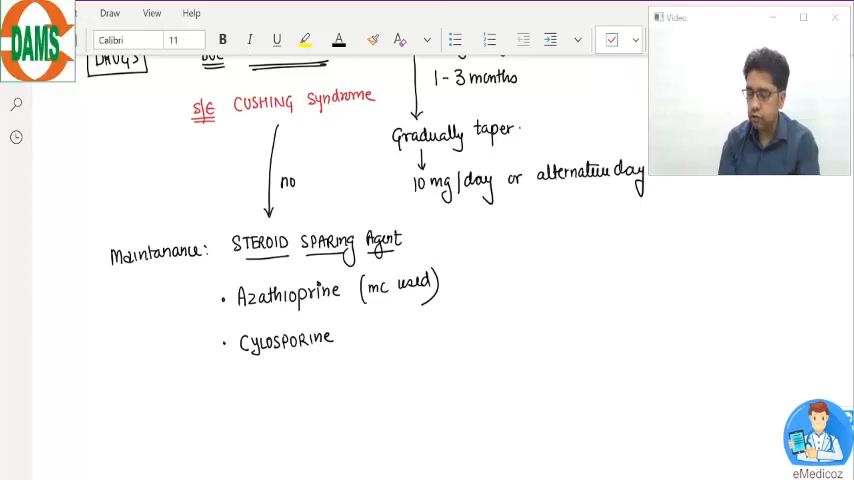 Draw Menu Help
Video
DAMS
Calibri 11 B I U A A
DRUGS DOC
1 - 3 months
S/E CUSHING Syndrome
Gradually taper.
10 mg/day or alternative day
no
Maintanance: STEROID SPARING Agent
• Azathioprine (mc used)
• CYLOSPORINe
eMedicoz